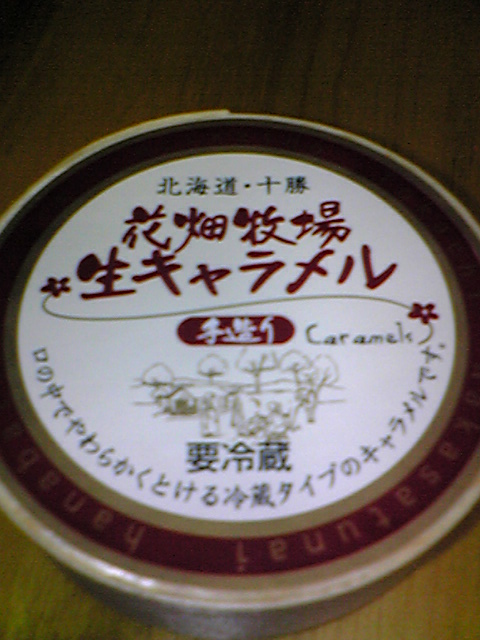 北海道・十勝
花畑牧場
生キャラメル
手造り Caramels
要冷蔵
口の中でやわらかくとける冷蔵タイプのキャラメルです。